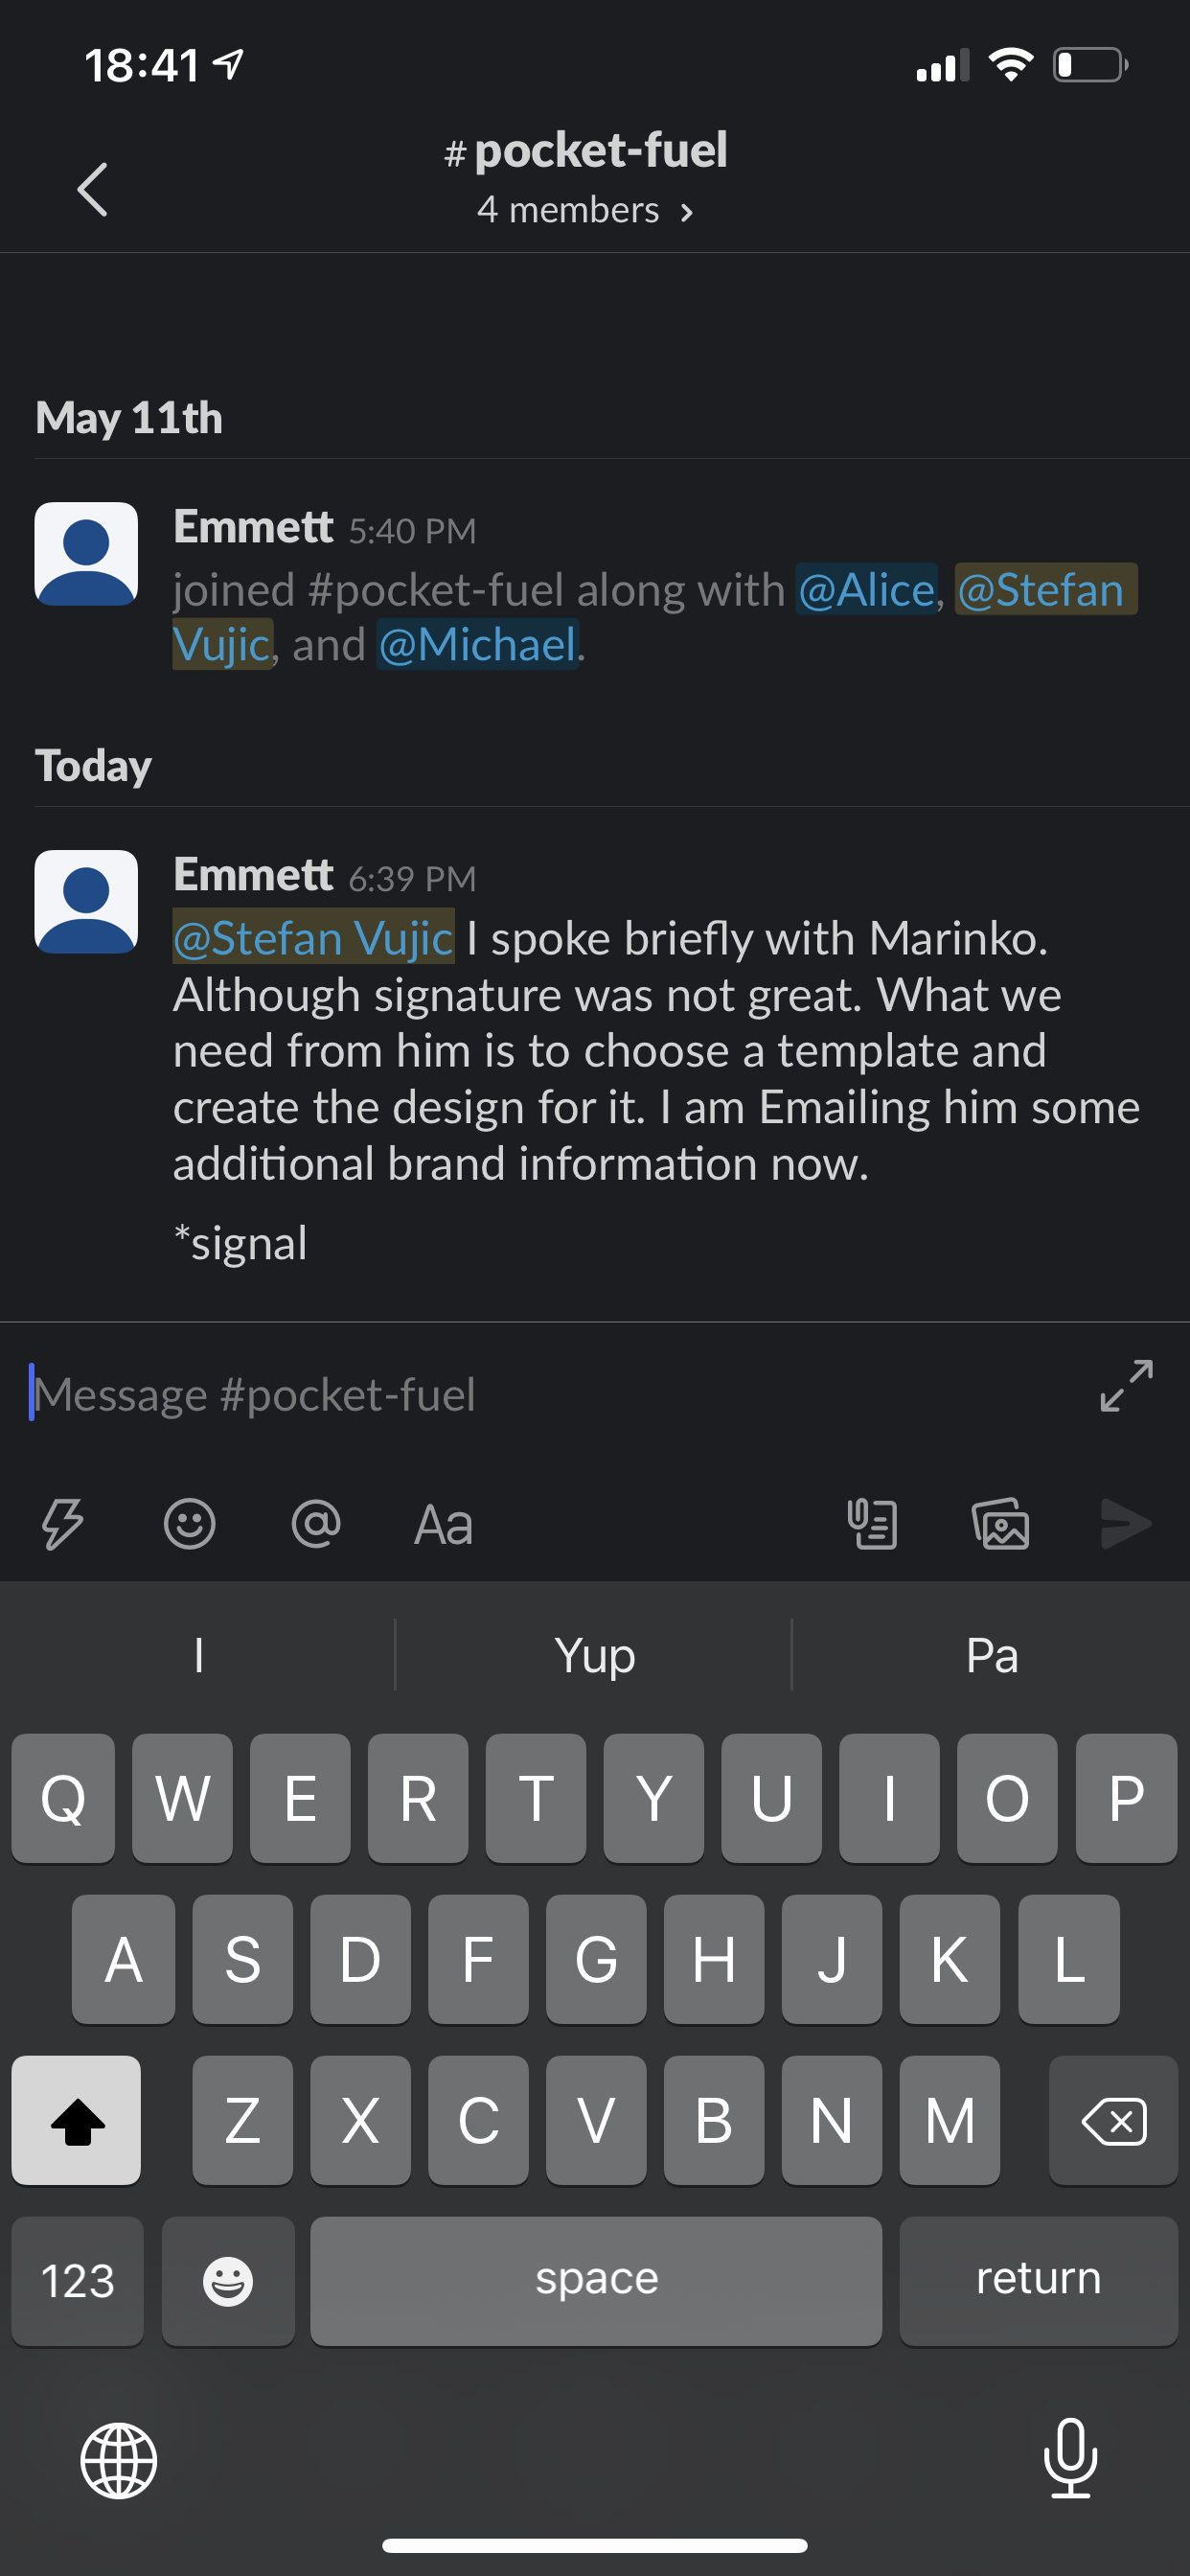 18:41
# pocket-fuel
4 members >
May 11th
Emmett 5:40 PM
joined #pocket-fuel along with @Alice, @Stefan
Vujic, and @Michael.
Today
Emmett 6:39 PM
@Stefan Vujic I spoke briefly with Marinko.
Although signature was not great. What we
need from him is to choose a template and
create the design for it. I am Emailing him some
additional brand information now.
*signal
Message #pocket-fuel
@ Aa
I Yup Pa
Q W E R T Y U I O P
A S D F G H J K L
Z X C V B N M
123 space return